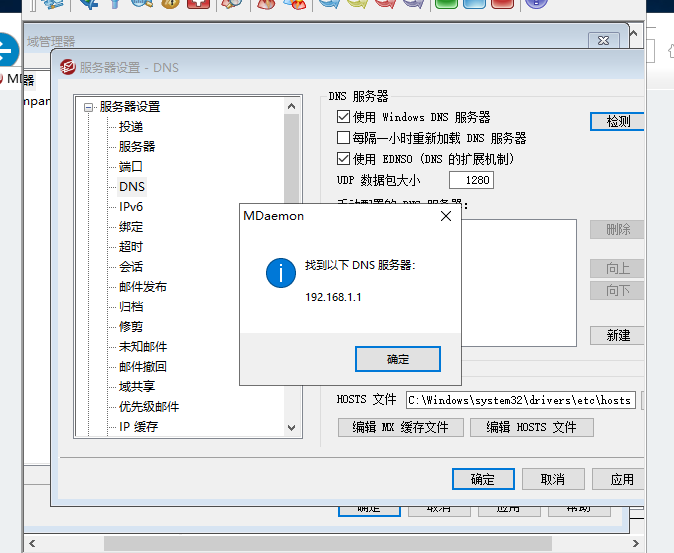 域管理器
服务器设置 - DNS
服务器设置
投递
服务器
端口
DNS
IPv6
绑定
超时
会话
邮件发布
归档
修剪
未知邮件
邮件撤回
域共享
优先级邮件
IP 缓存
DNS 服务器
使用 Windows DNS 服务器
检测
每隔一小时重新加载 DNS 服务器
使用 EDNSO (DNS 的扩展机制)
UDP 数据包大小
1280
手动配置的 DNS 服务器:
删除
向上
向下
新建
MDaemon
找到以下 DNS 服务器:
192.168.1.1
确定
HOSTS 文件
C:\Windows\system32\drivers\etc\hosts
编辑 MX 缓存文件
编辑 HOSTS 文件
确定
取消
应用
确定
取消
应用
帮助